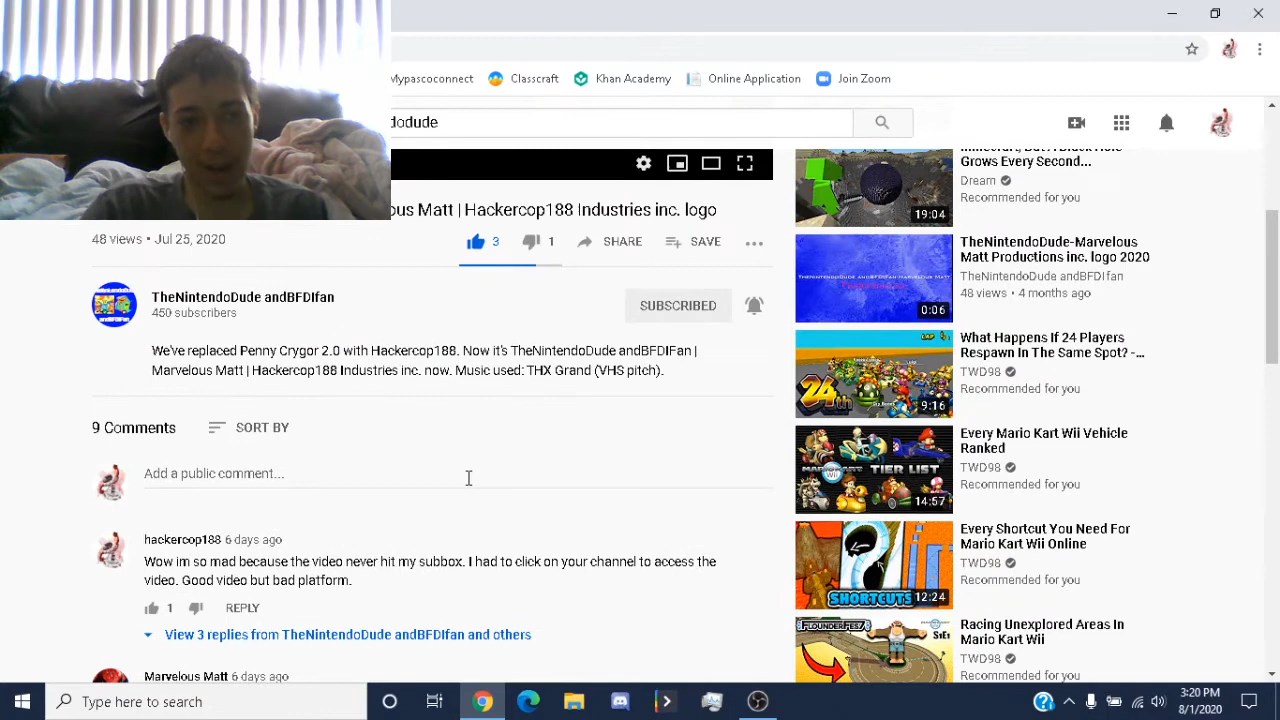 Mypascoconnect
Classcraft
Khan Academy
Online Application
Join Zoom
dodude
ous Matt | Hackercop188 Industries inc. logo
48 views • Jul 25, 2020
3
1
SHARE
SAVE
TheNintendoDude andBFDIfan
450 subscribers
SUBSCRIBED
We've replaced Penny Crygor 2.0 with Hackercop188. Now it's TheNintendoDude andBFDIFan |
Marvelous Matt | Hackercop188 Industries inc. now. Music used: THX Grand (VHS pitch).
9 Comments
SORT BY
Add a public comment...
hackercop188 6 days ago
Wow im so mad because the video never hit my subbox. I had to click on your channel to access the
video. Good video but bad platform.
1
REPLY
View 3 replies from TheNintendoDude andBFDIfan and others
Marvelous Matt 6 days ago
Minecraft, But A Black Hole
Grows Every Second...
Dream
Recommended for you
19:04
TheNintendoDude-Marvelous
Matt Productions inc. logo 2020
TheNintendoDude andBFDIfan
48 views • 4 months ago
0:06
What Happens If 24 Players
Respawn In The Same Spot? -...
TWD98
Recommended for you
24th
9:16
Every Mario Kart Wii Vehicle
Ranked
TWD98
Recommended for you
MARIOKART Wii TIER LIST
14:57
Every Shortcut You Need For
Mario Kart Wii Online
TWD98
Recommended for you
SHORTCUTS
12:24
Racing Unexplored Areas In
Mario Kart Wii
TWD98
Recommended for you
Type here to search
3:20 PM
8/1/2020